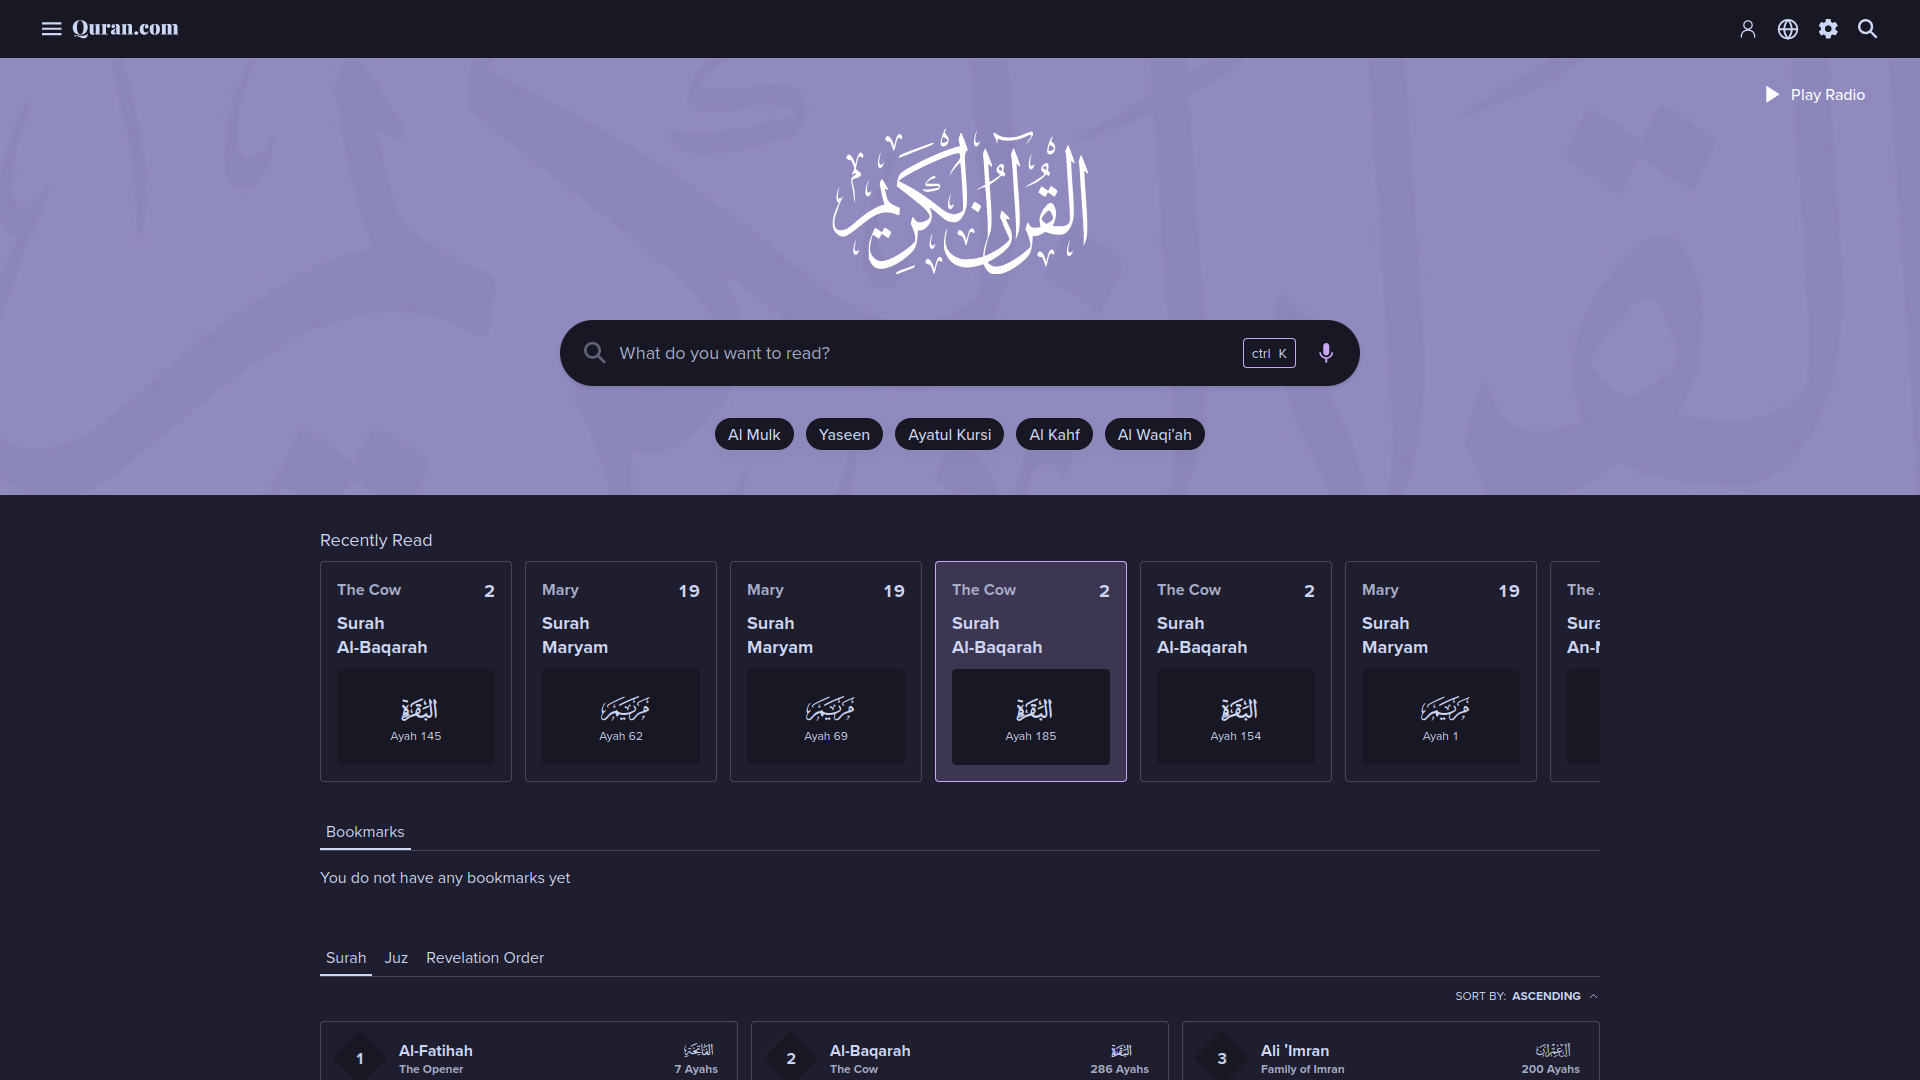 Quran.com
Play Radio
القرآن الكريم
What do you want to read?
ctrl K
Al Mulk
Yaseen
Ayatul Kursi
Al Kahf
Al Waqi'ah
Recently Read
The Cow 2
Surah
Al-Baqarah
البقرة
Ayah 145
Mary 19
Surah
Maryam
مريم
Ayah 62
Mary 19
Surah
Maryam
مريم
Ayah 69
The Cow 2
Surah
Al-Baqarah
البقرة
Ayah 185
The Cow 2
Surah
Al-Baqarah
البقرة
Ayah 154
Mary 19
Surah
Maryam
مريم
Ayah 1
The
Bookmarks
You do not have any bookmarks yet
Surah Juz Revelation Order
SORT BY: ASCENDING
1 Al-Fatihah الفاتحة
The Opener 7 Ayahs
2 Al-Baqarah البقرة
The Cow 286 Ayahs
3 Ali 'Imran آل عمران
Family of Imran 200 Ayahs